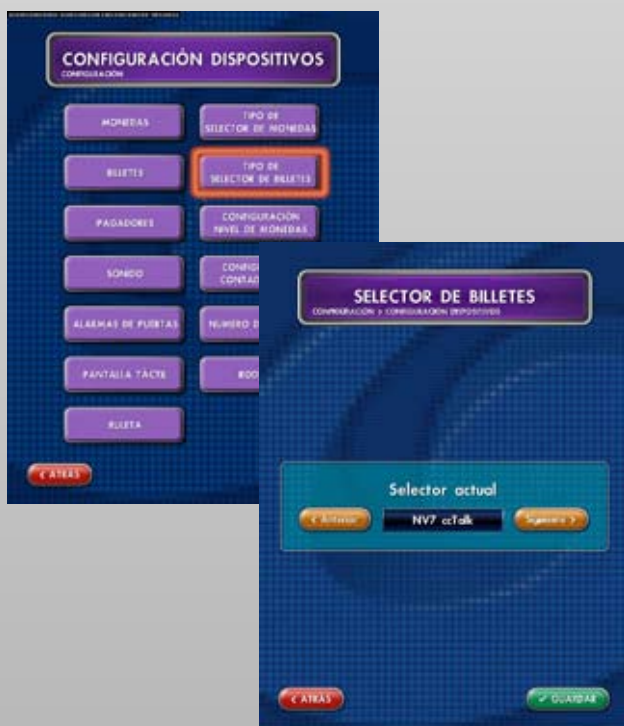 CONFIGURACIÓN DISPOSITIVOS
CONFIGURACIÓN
MONEDAS
TIPO DE
SELECTOR DE MONEDAS
BILLETES
TIPO DE
SELECTOR DE BILLETES
PAGADORES
CONFIGURACIÓN
NIVEL DE MONEDAS
SONIDO
ALARMAS DE PUERTAS
NUMERO D
PANTALLA TACTIL
RULETA
< ATRÁS
SELECTOR DE BILLETES
CONFIGURACIÓN > CONFIGURACIÓN DISPOSITIVOS
Selector actual
< Anterior
NV7 ccTalk
Siguiente >
< ATRÁS
✓ GUARDAR